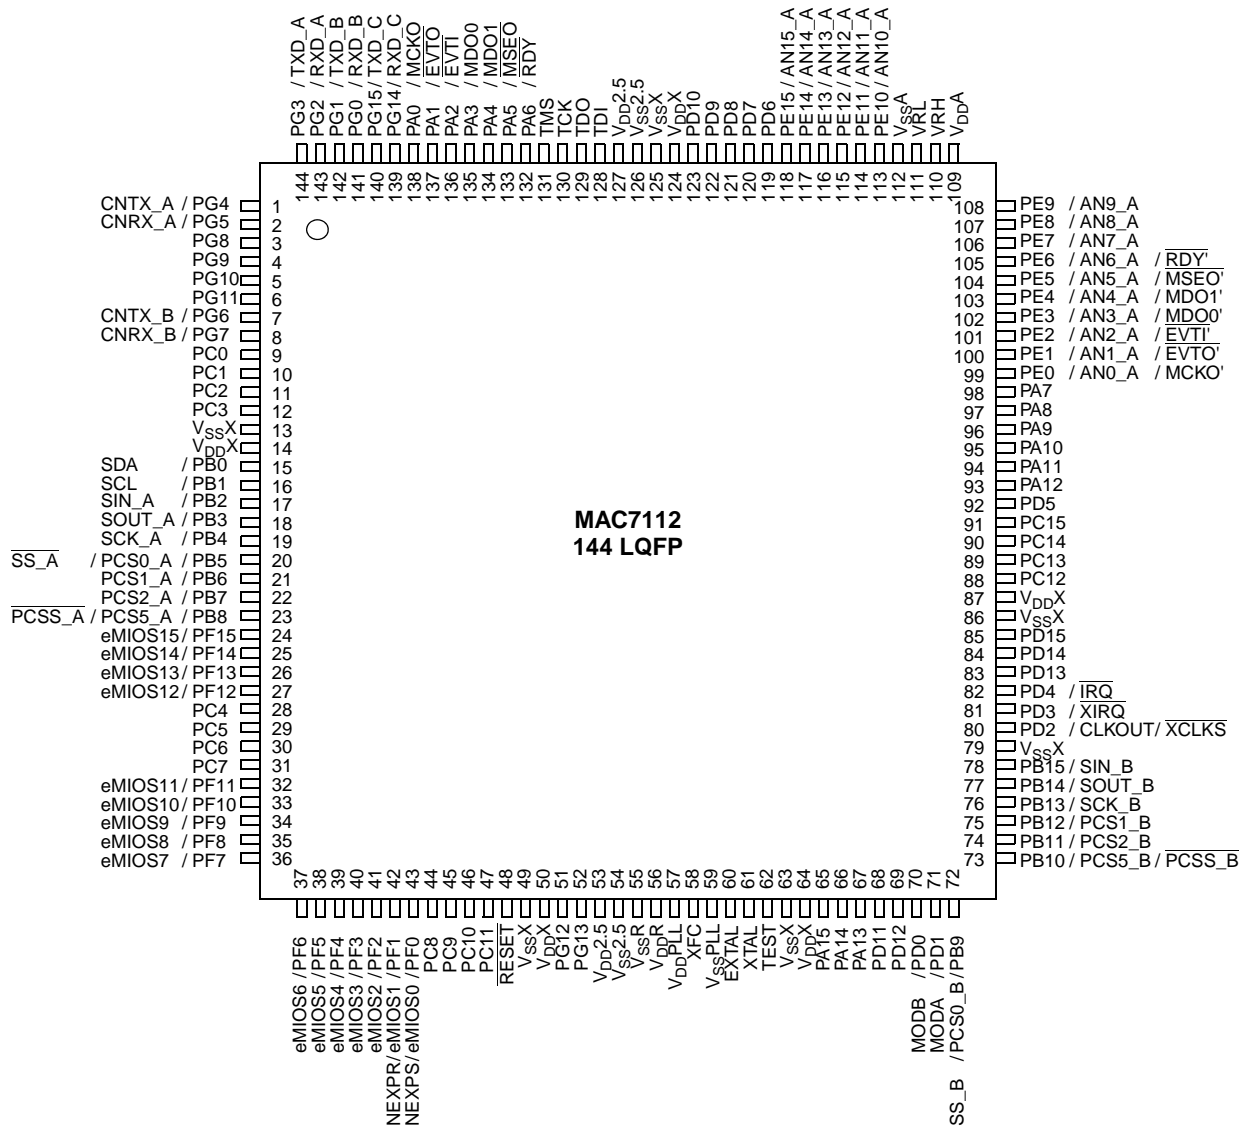 PG3 / TXD_A
PG2 / RXD_A
PG1 / TXD_B
PG0 / RXD_B
PG15 / TXD_C
PG14 / RXD_C
PA0 / MCKO
PA1 / EVTO
PA2 / EVTI
PA3 / MDO0
PA4 / MDO1
PA5 / MSEO
PA6 / RDY
TMS
TCK
TDO
TDI
VDD2.5
VSS2.5
VSSX
VDDX
PD10
PD9
PD8
PD7
PD6
PE15 / AN15_A
PE14 / AN14_A
PE13 / AN13_A
PE12 / AN12_A
PE11 / AN11_A
PE10 / AN10_A
VSSA
VRL
VRH
VDDA
144 143 142 141 140 139 138 137 136 135 134 133 132 131 130 129 128 127 126 125 124 123 122 121 120 119 118 117 116 115 114 113 112 111 110 109
CNTX_A / PG4 1
CNRX_A / PG5 2
PG8 3
PG9 4
PG10 5
PG11 6
CNTX_B / PG6 7
CNRX_B / PG7 8
PC0 9
PC1 10
PC2 11
PC3 12
VSSX 13
VDDX 14
SDA / PB0 15
SCL / PB1 16
SIN_A / PB2 17
SOUT_A / PB3 18
SCK_A / PB4 19
SS_A / PCS0_A / PB5 20
PCS1_A / PB6 21
PCS2_A / PB7 22
PCSS_A / PCS5_A / PB8 23
eMIOS15 / PF15 24
eMIOS14 / PF14 25
eMIOS13 / PF13 26
eMIOS12 / PF12 27
PC4 28
PC5 29
PC6 30
PC7 31
eMIOS11 / PF11 32
eMIOS10 / PF10 33
eMIOS9 / PF9 34
eMIOS8 / PF8 35
eMIOS7 / PF7 36
MAC7112
144 LQFP
108 PE9 / AN9_A
107 PE8 / AN8_A
106 PE7 / AN7_A
105 PE6 / AN6_A / RDY'
104 PE5 / AN5_A / MSEO'
103 PE4 / AN4_A / MDO1'
102 PE3 / AN3_A / MDO0'
101 PE2 / AN2_A / EVTI'
100 PE1 / AN1_A / EVTO'
99 PE0 / AN0_A / MCKO'
98 PA7
97 PA8
96 PA9
95 PA10
94 PA11
93 PA12
92 PD5
91 PC15
90 PC14
89 PC13
88 PC12
87 VDDX
86 VSSX
85 PD15
84 PD14
83 PD13
82 PD4 / IRQ
81 PD3 / XIRQ
80 PD2 / CLKOUT / XCLKS
79 VSSX
78 PB15 / SIN_B
77 PB14 / SOUT_B
76 PB13 / SCK_B
75 PB12 / PCS1_B
74 PB11 / PCS2_B
73 PB10 / PCS5_B / PCSS_B
37 38 39 40 41 42 43 44 45 46 47 48 49 50 51 52 53 54 55 56 57 58 59 60 61 62 63 64 65 66 67 68 69 70 71 72
eMIOS6 / PF6
eMIOS5 / PF5
eMIOS4 / PF4
eMIOS3 / PF3
eMIOS2 / PF2
NEXPR / eMIOS1 / PF1
NEXPS / eMIOS0 / PF0
PC8
PC9
PC10
PC11
RESET
VSSX
VDDX
PG12
PG13
VDD2.5
VSS2.5
VSSR
VDDR
VDDPLL
XFC
VSSPLL
EXTAL
XTAL
TEST
VSSX
VDDX
PA15
PA14
PA13
PD11
PD12
MODB / PD0
MODA / PD1
SS_B / PCS0_B / PB9